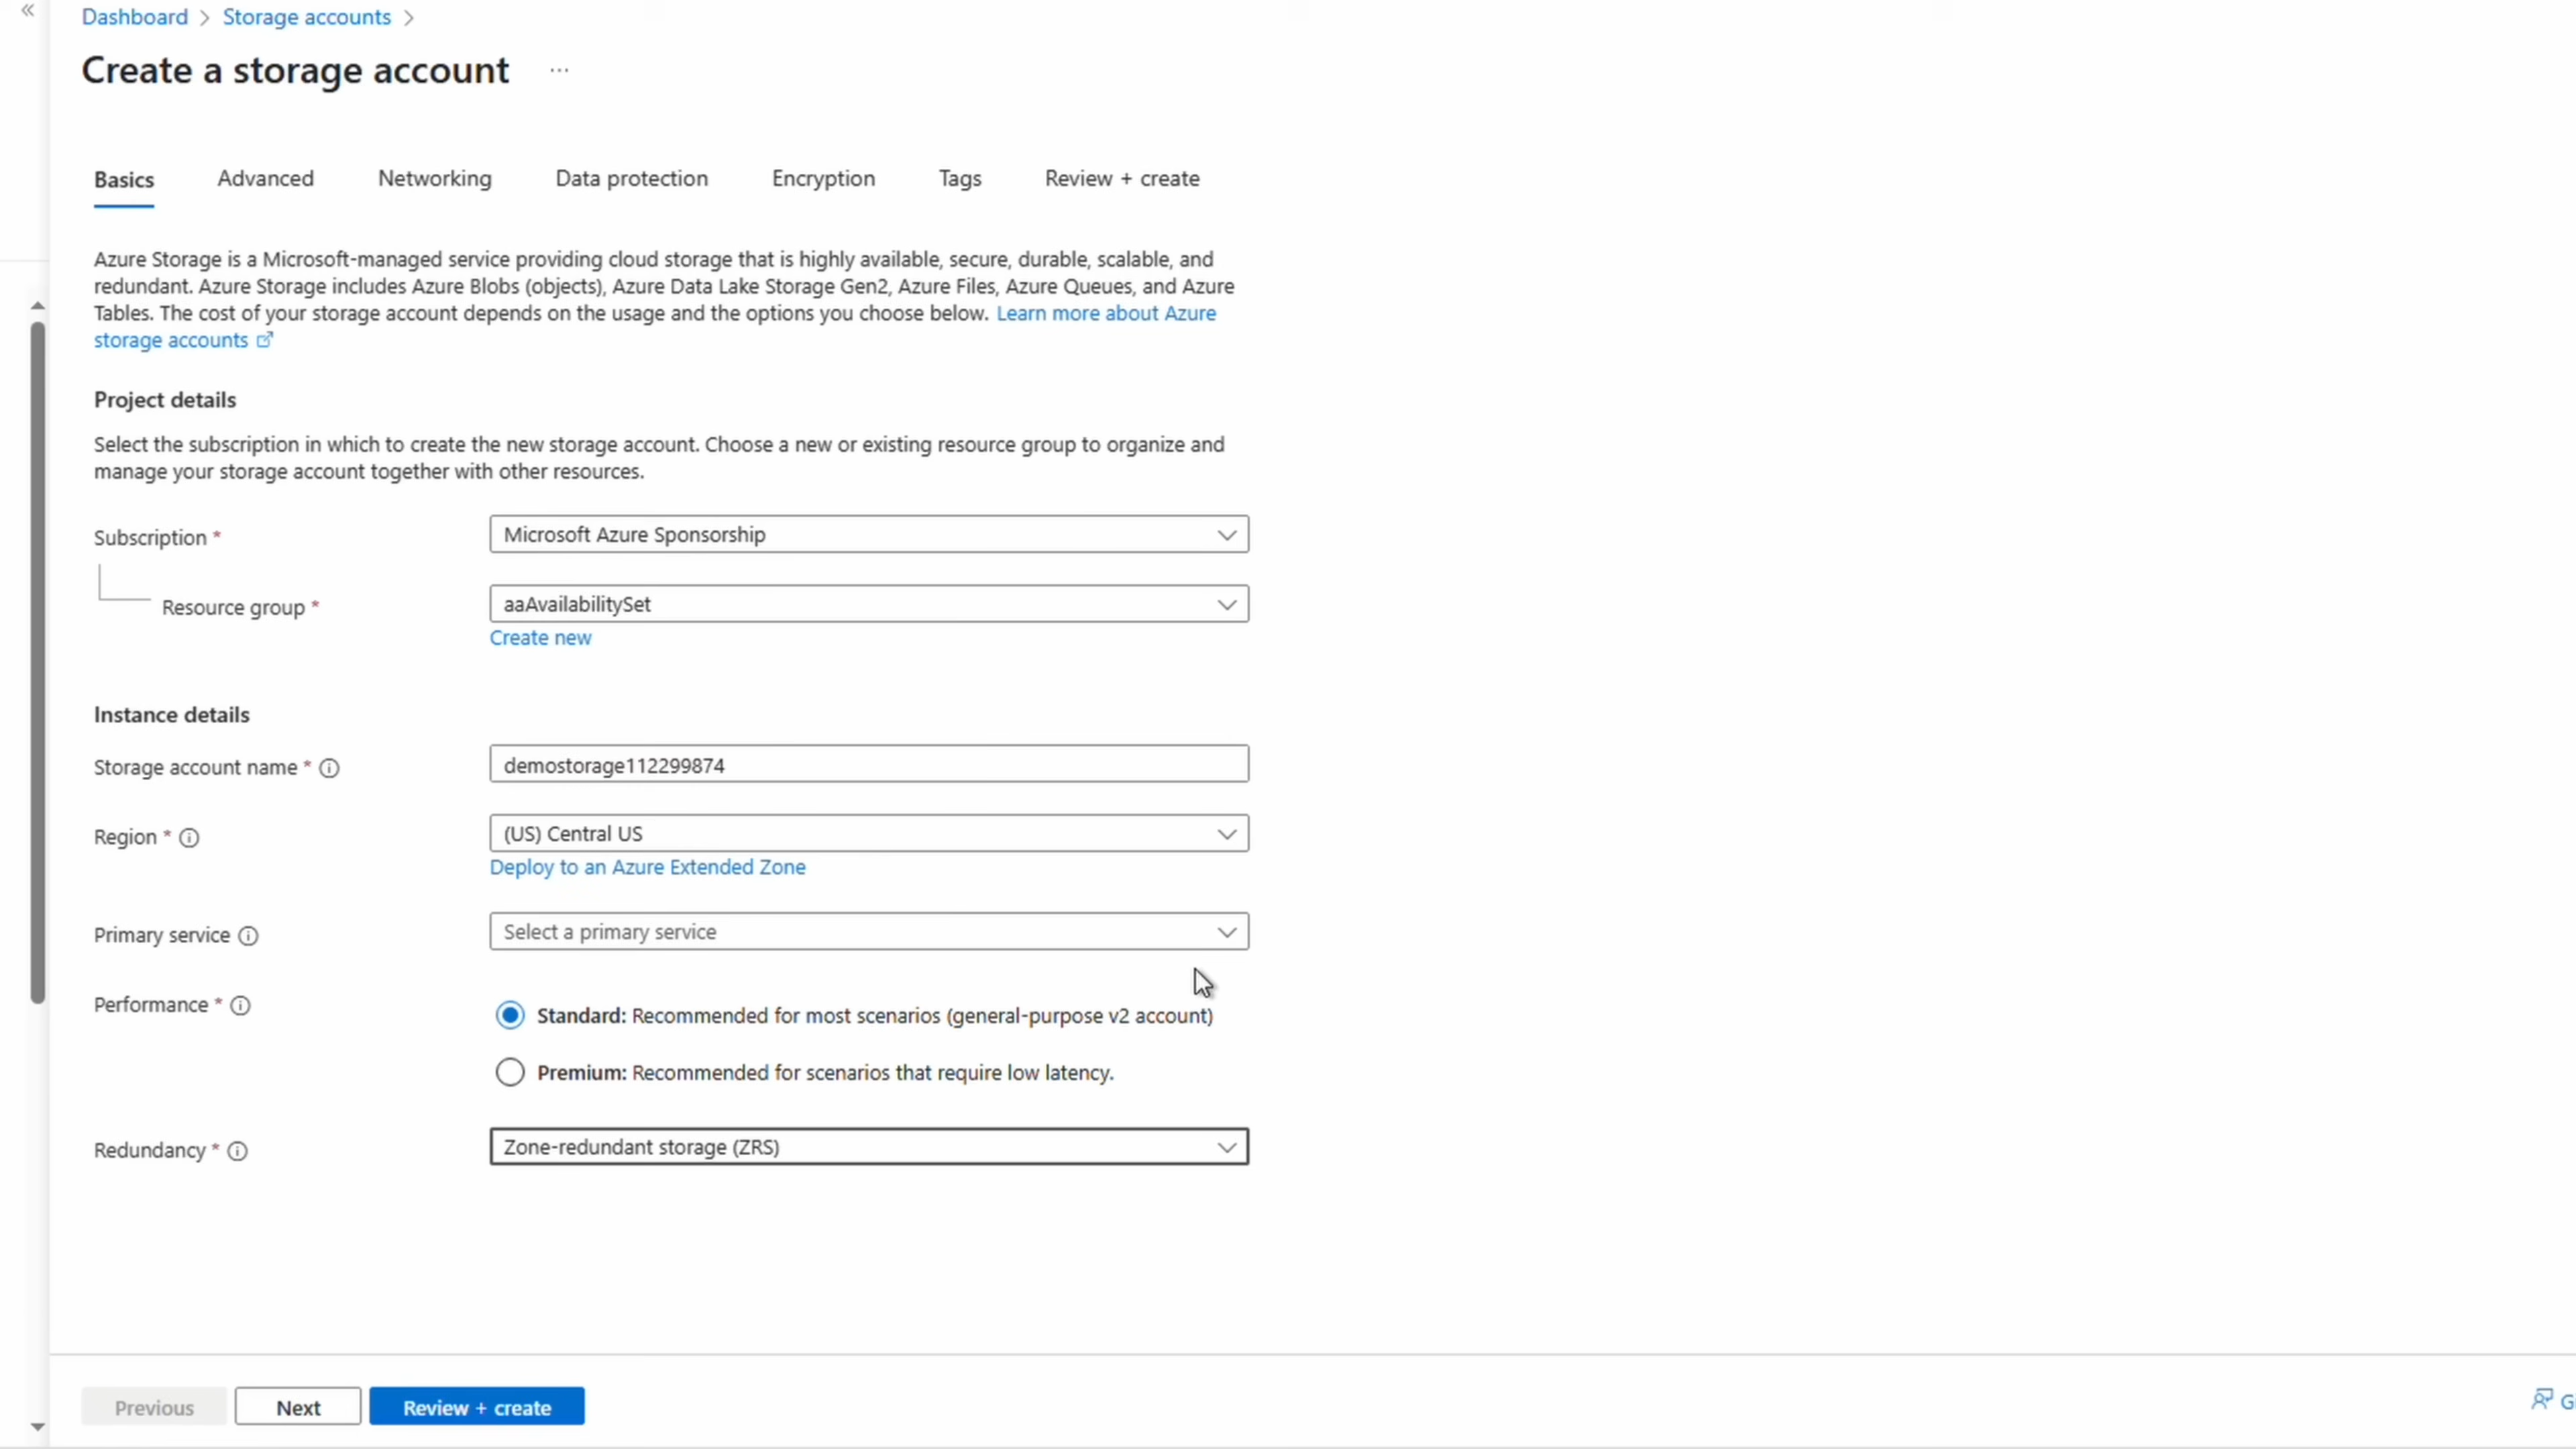 Dashboard > Storage accounts >
Create a storage account ...
Basics Advanced Networking Data protection Encryption Tags Review + create
Azure Storage is a Microsoft-managed service providing cloud storage that is highly available, secure, durable, scalable, and
redundant. Azure Storage includes Azure Blobs (objects), Azure Data Lake Storage Gen2, Azure Files, Azure Queues, and Azure
Tables. The cost of your storage account depends on the usage and the options you choose below. Learn more about Azure
storage accounts
Project details
Select the subscription in which to create the new storage account. Choose a new or existing resource group to organize and
manage your storage account together with other resources.
Subscription * Microsoft Azure Sponsorship
Resource group * aaAvailabilitySet
Create new
Instance details
Storage account name * demostorage112299874
Region * (US) Central US
Deploy to an Azure Extended Zone
Primary service Select a primary service
Performance * Standard: Recommended for most scenarios (general-purpose v2 account)
Premium: Recommended for scenarios that require low latency.
Redundancy * Zone-redundant storage (ZRS)
Previous Next Review + create G